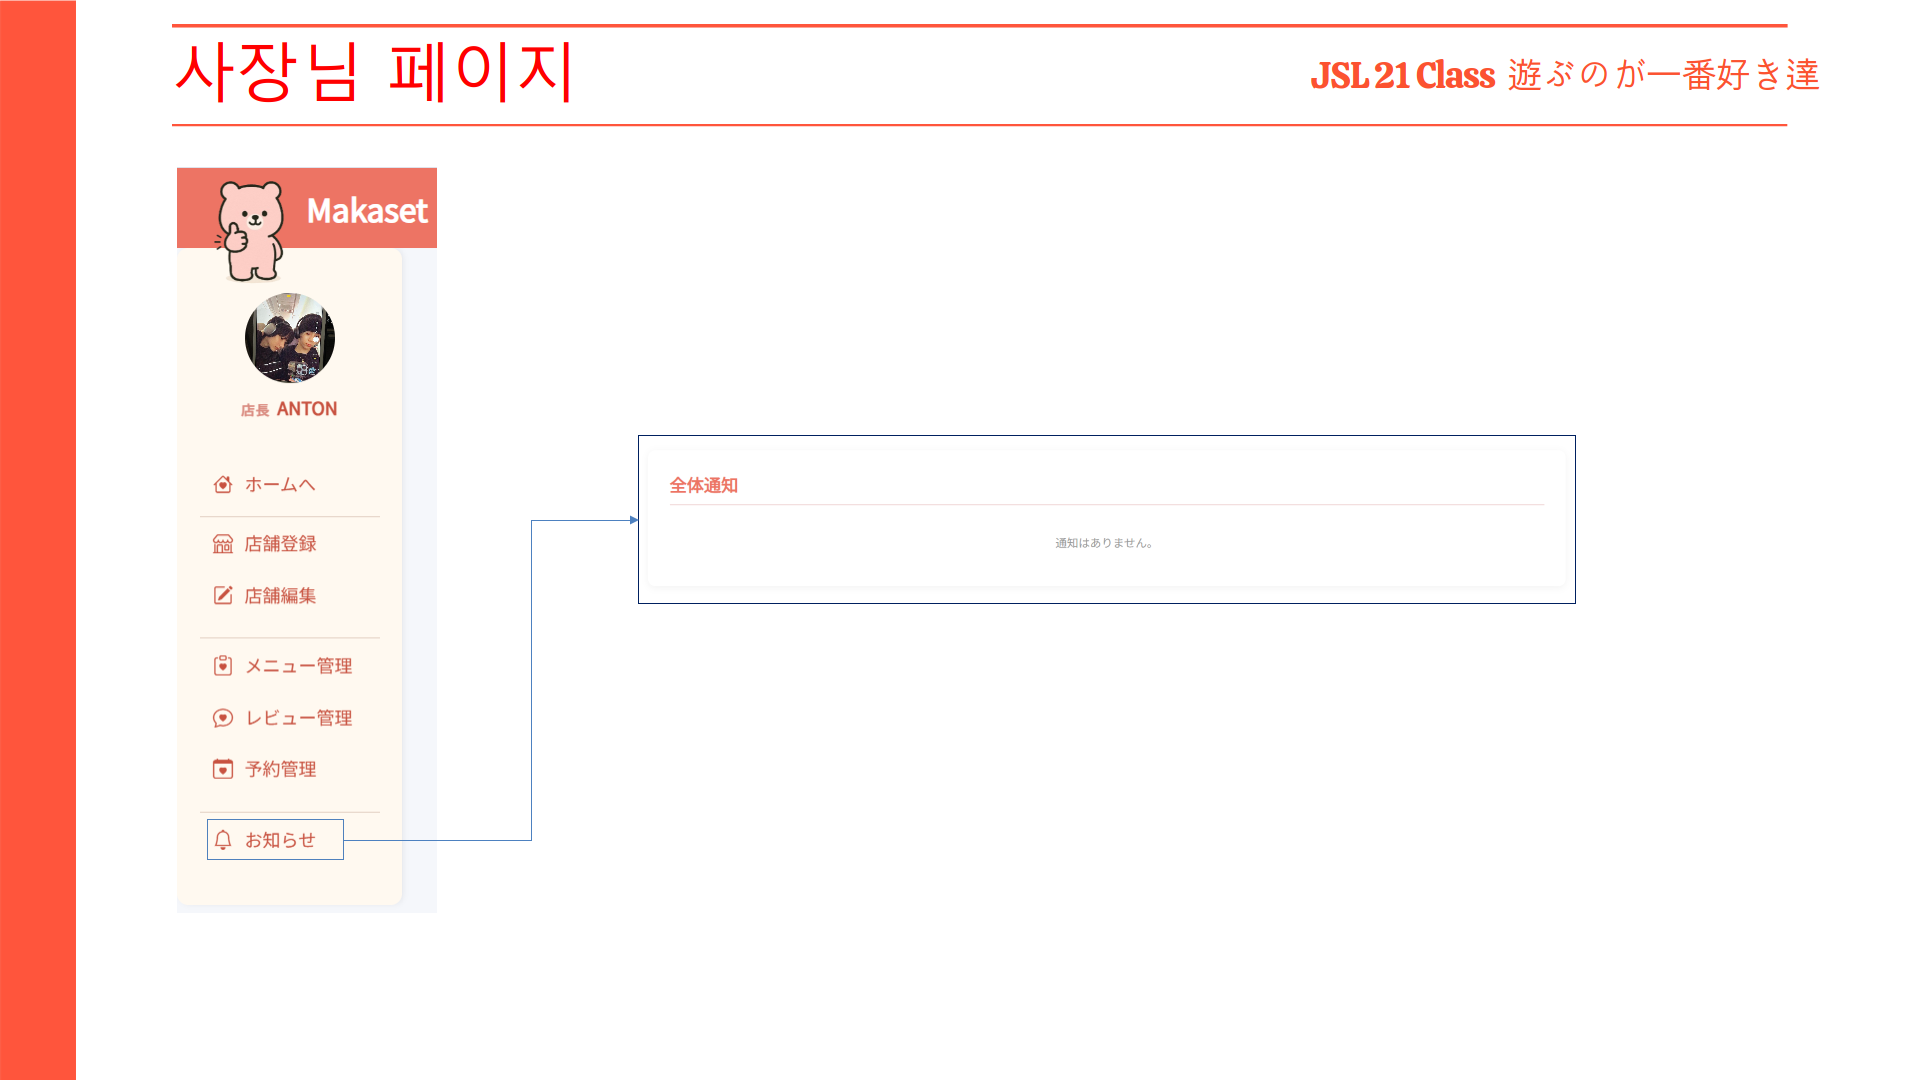 사장님 페이지
JSL 21 Class 遊ぶのが一番好き達
Makaset
店長 ANTON
ホームへ
店舗登録
店舗編集
メニュー管理
レビュー管理
予約管理
お知らせ
全体通知
通知はありません。